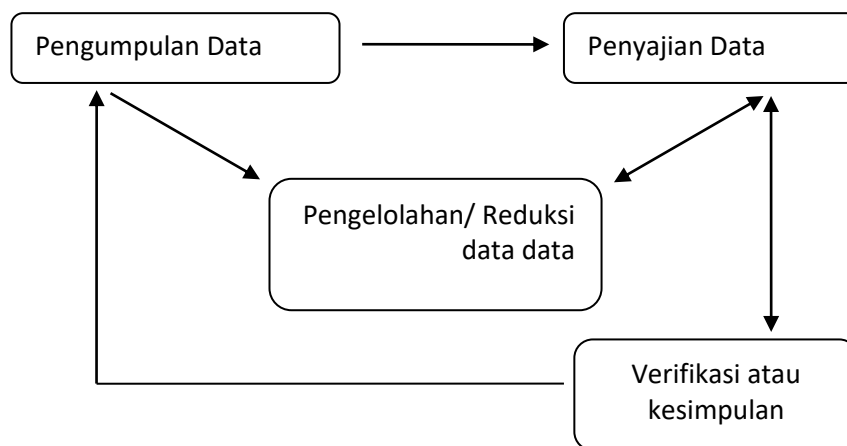 Pengumpulan Data
Penyajian Data
Pengelolahan/ Reduksi
data data
Verifikasi atau
kesimpulan